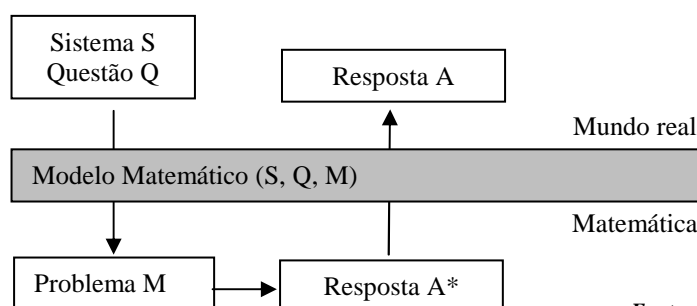 Sistema S
Questão Q
Resposta A
Mundo real
Modelo Matemático (S, Q, M)
Matemática
Problema M
Resposta A*